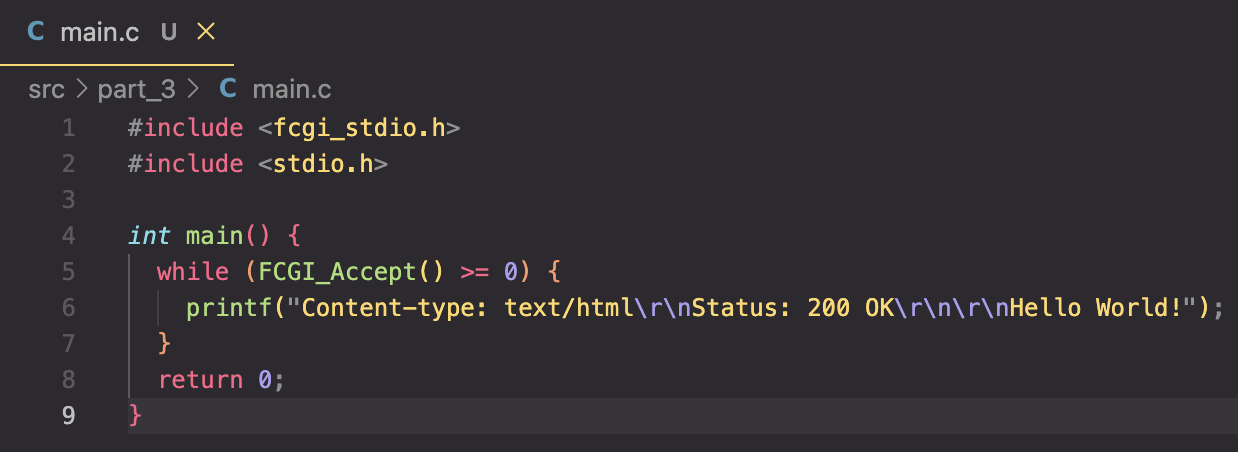 C main.c U ×
src > part_3 > C main.c
1 #include <fcgi_stdio.h>
2 #include <stdio.h>
3
4 int main() {
5   while (FCGI_Accept() >= 0) {
6     printf("Content-type: text/html\r\nStatus: 200 OK\r\n\r\nHello World!");
7   }
8   return 0;
9 }